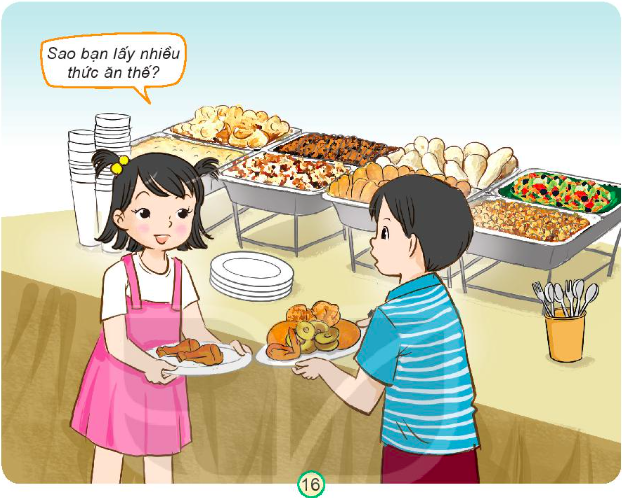 Sao bạn lấy nhiều
thức ăn thế?
16